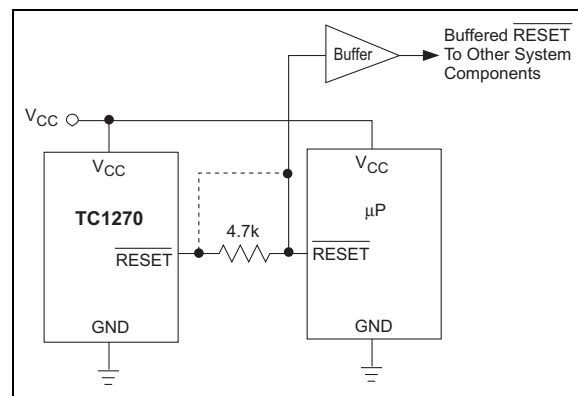 Buffered RESET
To Other System
Components
Buffer
VCC
VCC
VCC
TC1270
μP
4.7k
RESET
RESET
GND
GND